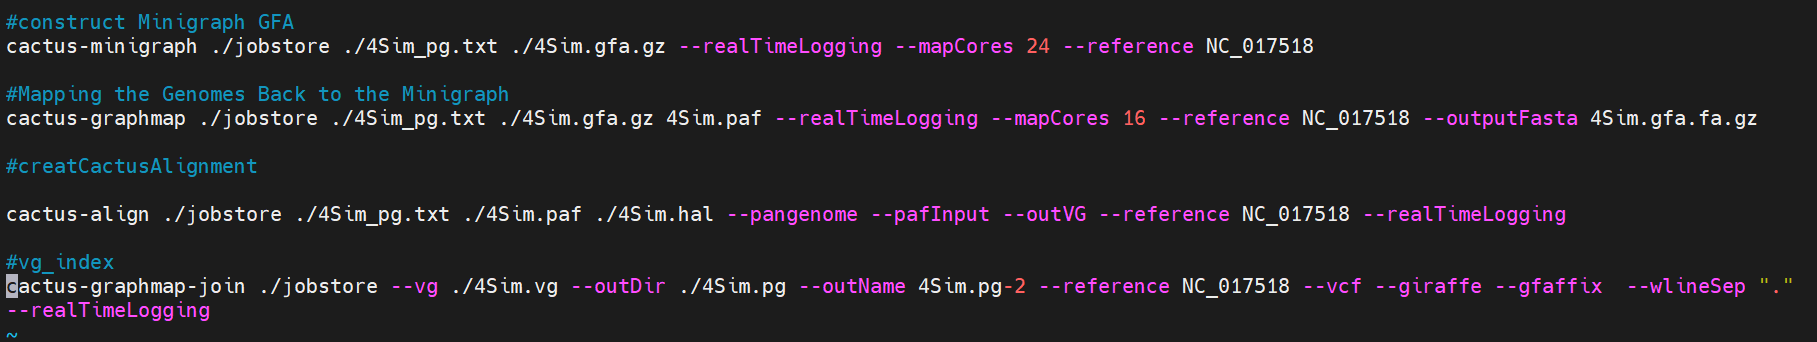 #construct Minigraph GFA
cactus-minigraph ./jobstore ./4Sim_pg.txt ./4Sim.gfa.gz --realTimeLogging --mapCores 24 --reference NC_017518
#Mapping the Genomes Back to the Minigraph
cactus-graphmap ./jobstore ./4Sim_pg.txt ./4Sim.gfa.gz 4Sim.paf --realTimeLogging --mapCores 16 --reference NC_017518 --outputFasta 4Sim.gfa.fa.gz
#creatCactusAlignment
cactus-align ./jobstore ./4Sim_pg.txt ./4Sim.paf ./4Sim.hal --pangenome --pafInput --outVG --reference NC_017518 --realTimeLogging
#vg_index
cactus-graphmap-join ./jobstore --vg ./4Sim.vg --outDir ./4Sim.pg --outName 4Sim.pg-2 --reference NC_017518 --vcf --giraffe --gfaffix  --wlineSep "."
--realTimeLogging
~